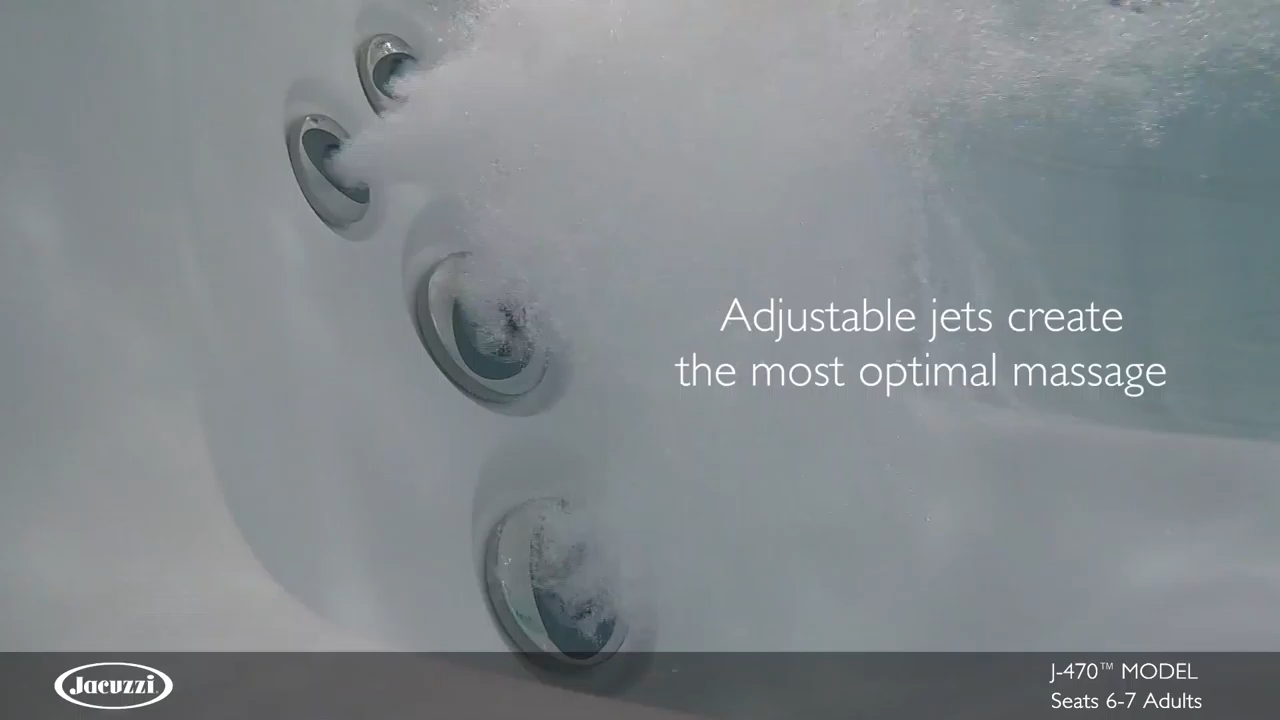 Adjustable jets create
the most optimal massage
Jacuzzi
J-470™ MODEL
Seats 6-7 Adults